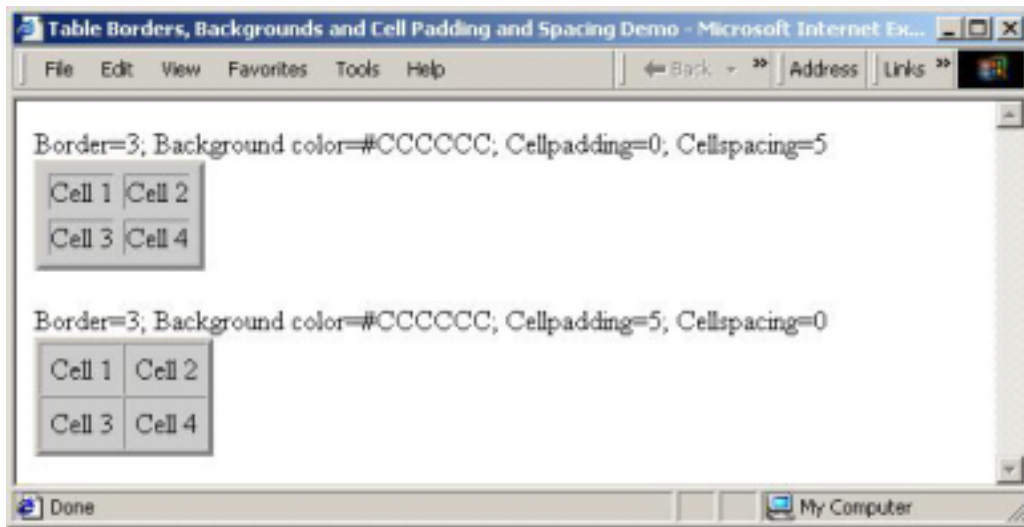 Table Borders, Backgrounds and Cell Padding and Spacing Demo - Microsoft Internet Ex...
File Edit View Favorites Tools Help Back » Address Links »
Border=3; Background color=#CCCCCC; Cellpadding=0; Cellspacing=5
Cell 1 Cell 2
Cell 3 Cell 4
Border=3; Background color=#CCCCCC; Cellpadding=5; Cellspacing=0
Cell 1 Cell 2
Cell 3 Cell 4
Done My Computer